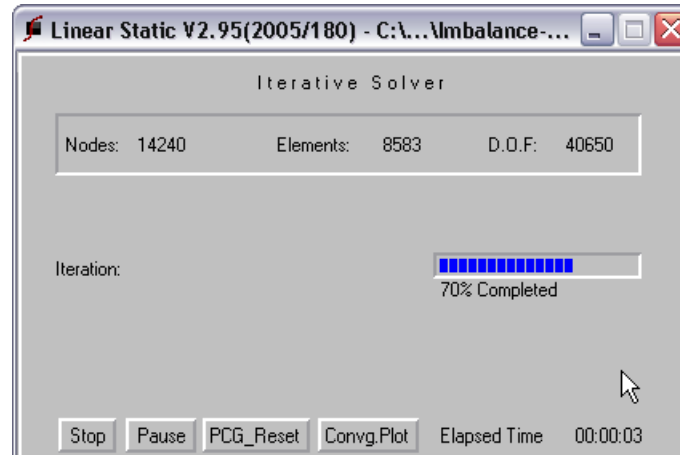 Linear Static V2.95(2005/180) - C:\...\Imbalance-...
Iterative Solver
Nodes: 14240 Elements: 8583 D.O.F: 40650
Iteration:
70% Completed
Stop Pause PCG_Reset Convg.Plot Elapsed Time 00:00:03